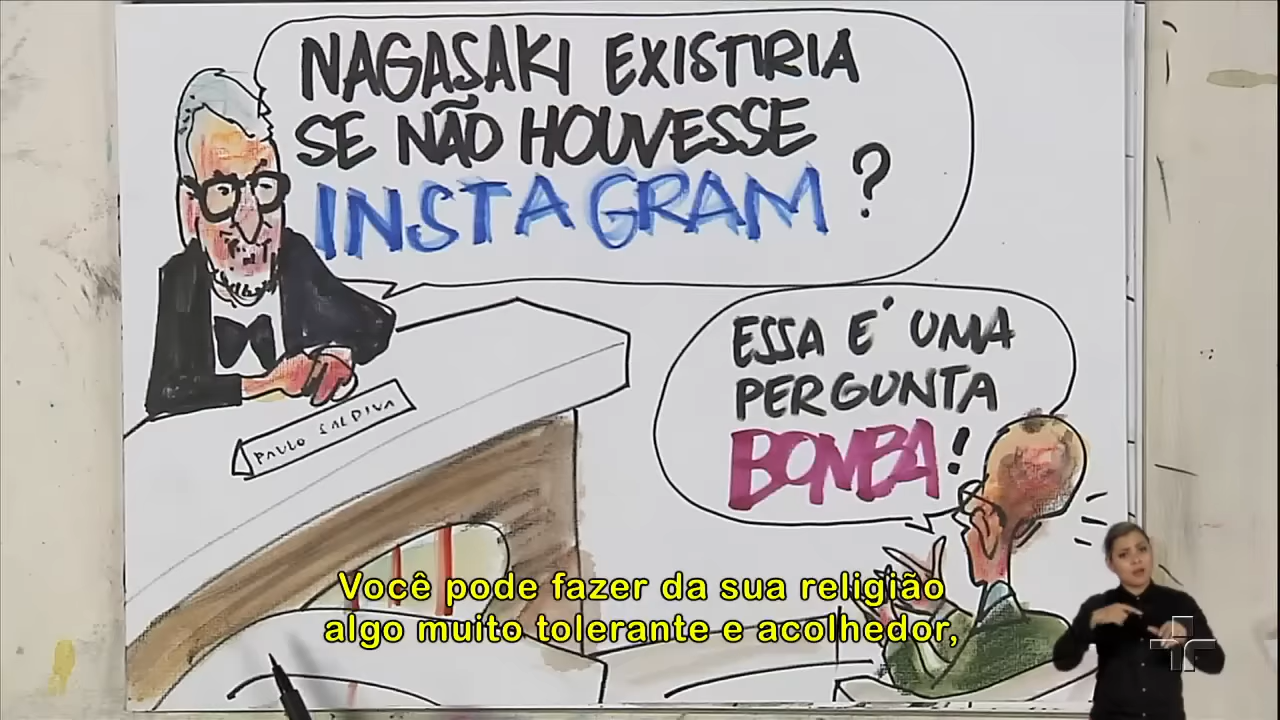 NAGASAKI EXISTIRIA
SE NÃO HOUVESSE
INSTAGRAM?
ESSA É UMA
PERGUNTA
BOMBA!
PAULO SALDIVA
Você pode fazer da sua religião
algo muito tolerante e acolhedor,